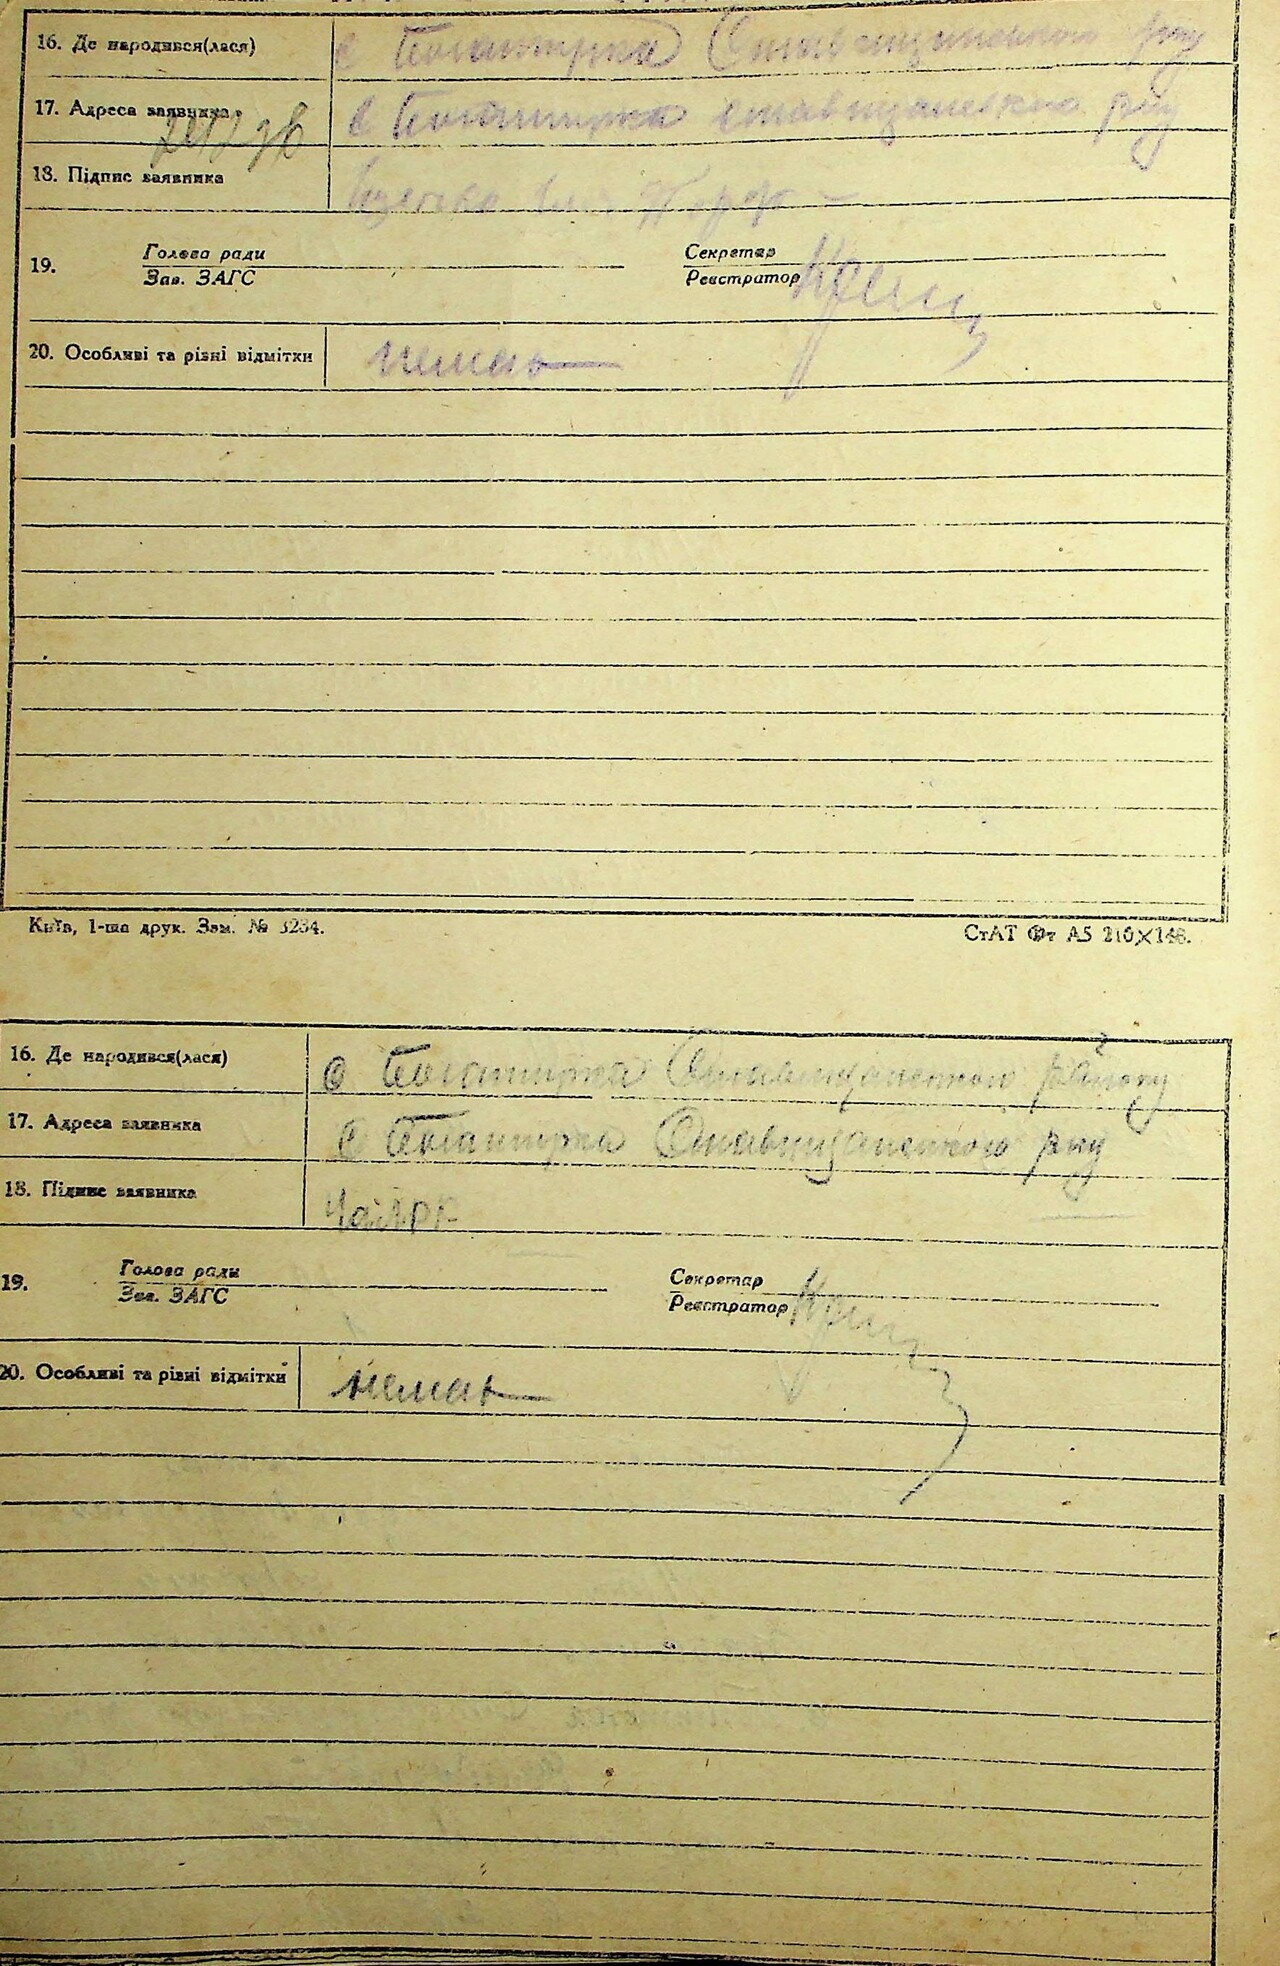 16. Де народився(лася) с Богатирка Ставищанського р-ну
17. Адреса заявника с Богатирка Ставищанського р-ну
18. Підпис заявника
19. Голова ради Секретар
Зав. ЗАГС Реєстратор
20. Особливі та різні відмітки немає
Київ, 1-ша друк. Зам. № 3234. СтАТ Фт А5 210×148.
16. Де народився(лася) с Богатирка Ставищанського району
17. Адреса заявника с Богатирка Ставищанського р-ну
18. Підпис заявника
19. Голова ради Секретар
Зав. ЗАГС Реєстратор
20. Особливі та різні відмітки немає